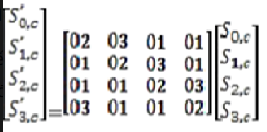 S′0,c 02 03 01 01 S0,c
S′1,c 01 02 03 01 S1,c
S′2,c 01 01 02 03 S2,c
S′3,c = 03 01 01 02 S3,c